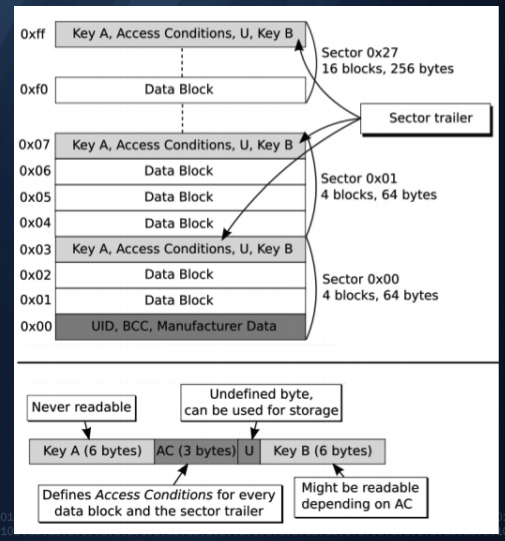 0xff
Key A, Access Conditions, U, Key B
Sector 0x27
16 blocks, 256 bytes
0xf0
Data Block
Sector trailer
0x07
Key A, Access Conditions, U, Key B
0x06
Data Block
0x05
Data Block
Sector 0x01
4 blocks, 64 bytes
0x04
Data Block
0x03
Key A, Access Conditions, U, Key B
0x02
Data Block
Sector 0x00
4 blocks, 64 bytes
0x01
Data Block
0x00
UID, BCC, Manufacturer Data
Never readable
Undefined byte,
can be used for storage
Key A (6 bytes)
AC (3 bytes)
U
Key B (6 bytes)
Defines Access Conditions for every
data block and the sector trailer
Might be readable
depending on AC